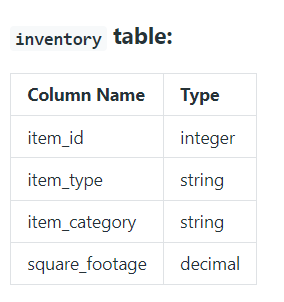 inventory table:
Column Name Type
item_id integer
item_type string
item_category string
square_footage decimal